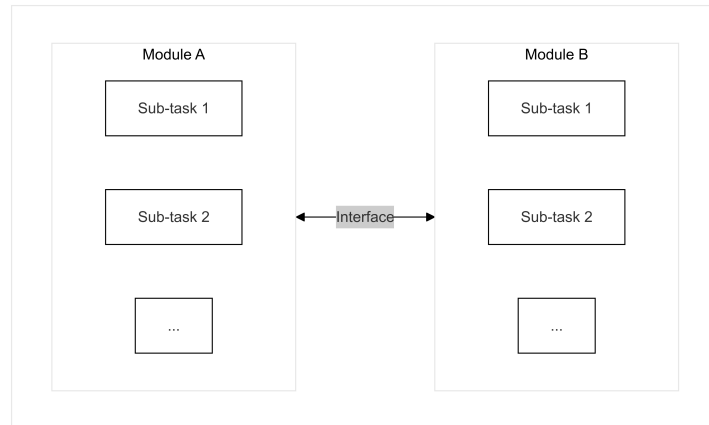 Module A
Sub-task 1
Sub-task 2
...
Interface
Module B
Sub-task 1
Sub-task 2
...